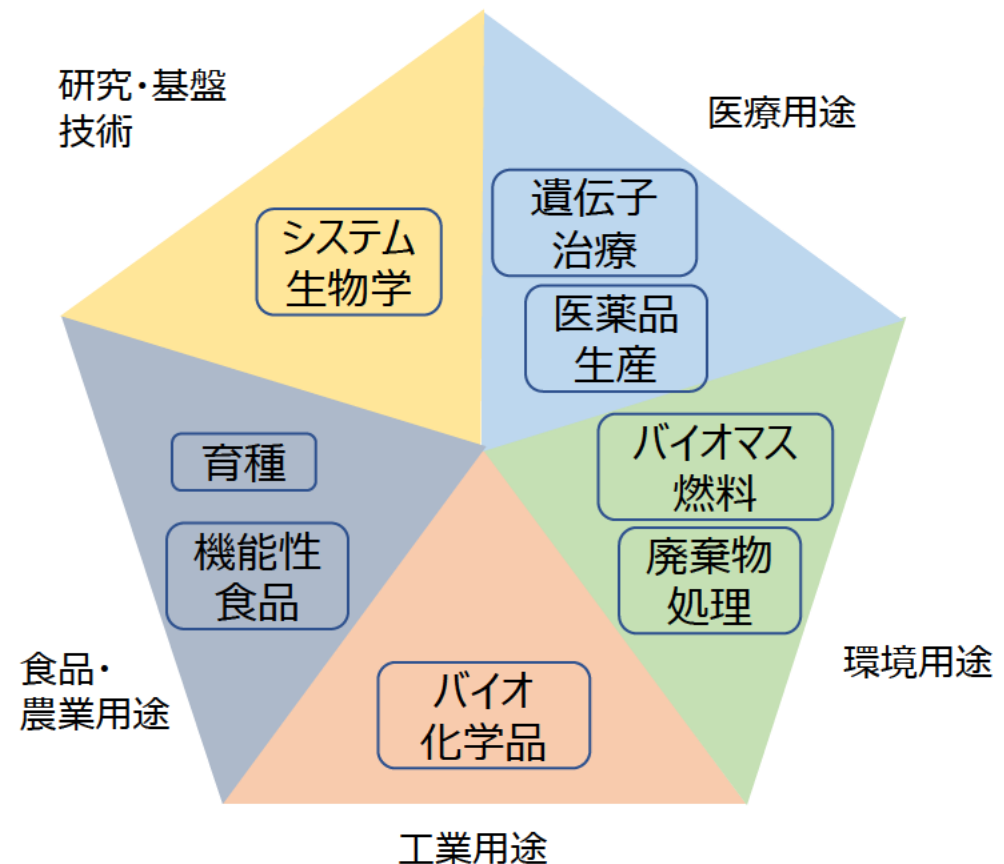 研究・基盤
技術
医療用途
遺伝子
治療
システム
生物学
医薬品
生産
育種
バイオマス
燃料
機能性
食品
廃棄物
処理
食品・
農業用途
環境用途
バイオ
化学品
工業用途